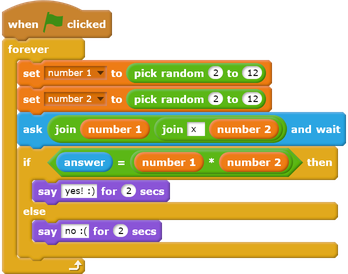 when clicked
forever
set number 1 to pick random 2 to 12
set number 2 to pick random 2 to 12
ask join number 1 join x number 2 and wait
if answer = number 1 * number 2 then
say yes! :) for 2 secs
else
say no :( for 2 secs